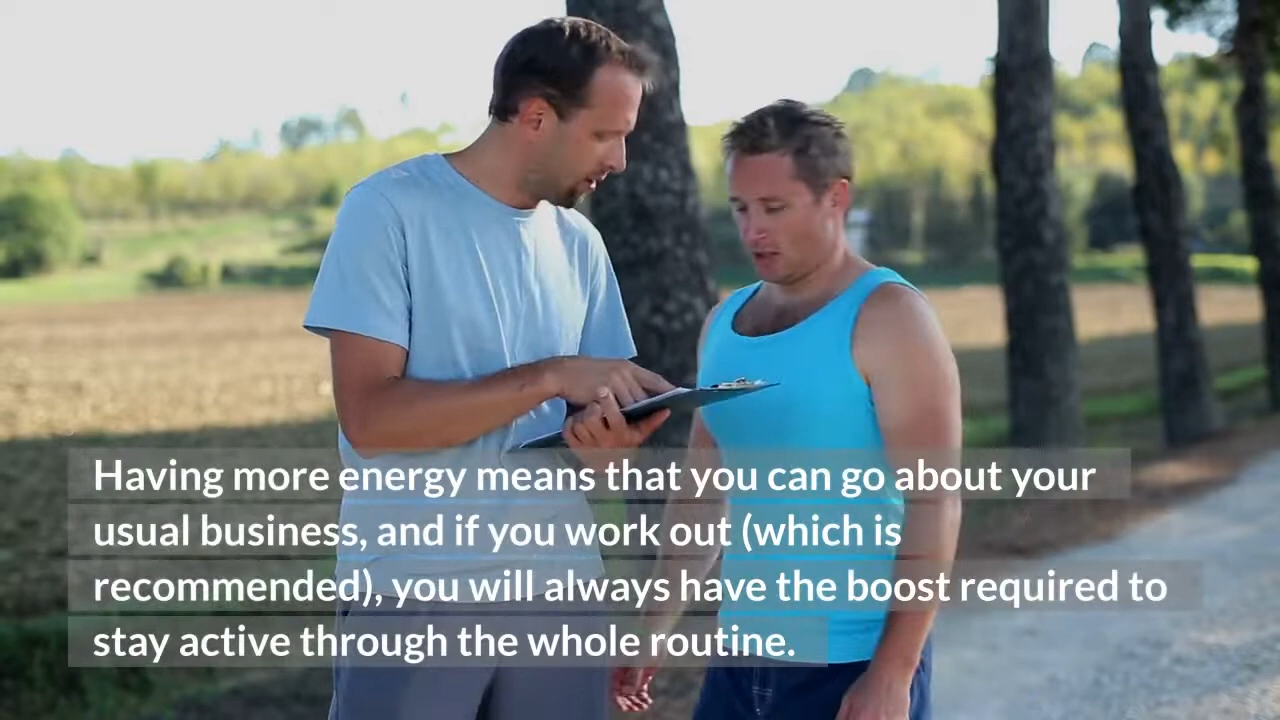 Having more energy means that you can go about your
usual business, and if you work out (which is
recommended), you will always have the boost required to
stay active through the whole routine.